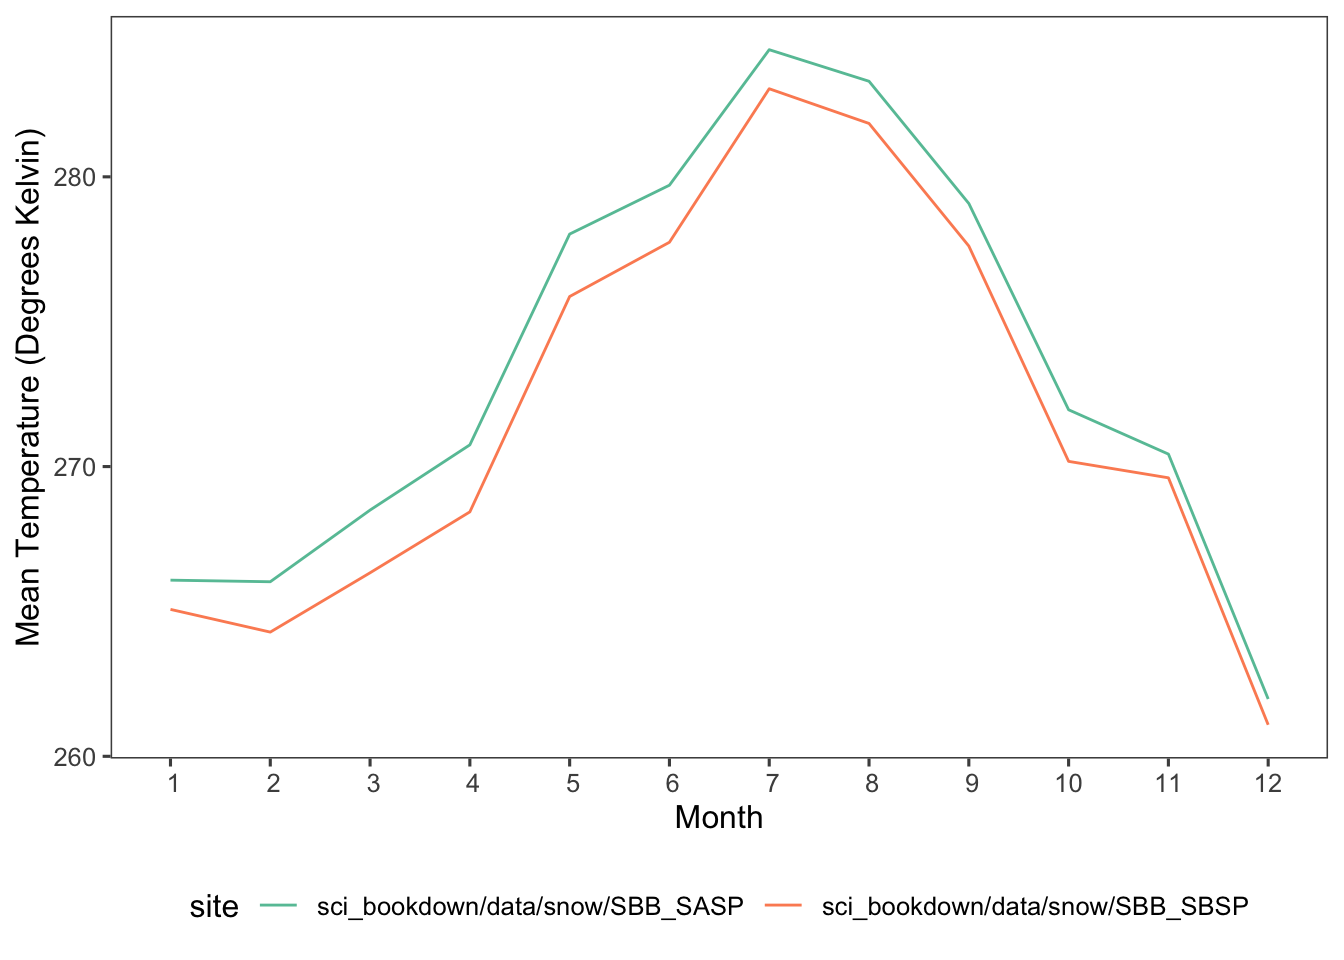 Mean Temperature (Degrees Kelvin)
280
270
260
1 2 3 4 5 6 7 8 9 10 11 12
Month
site sci_bookdown/data/snow/SBB_SASP sci_bookdown/data/snow/SBB_SBSP